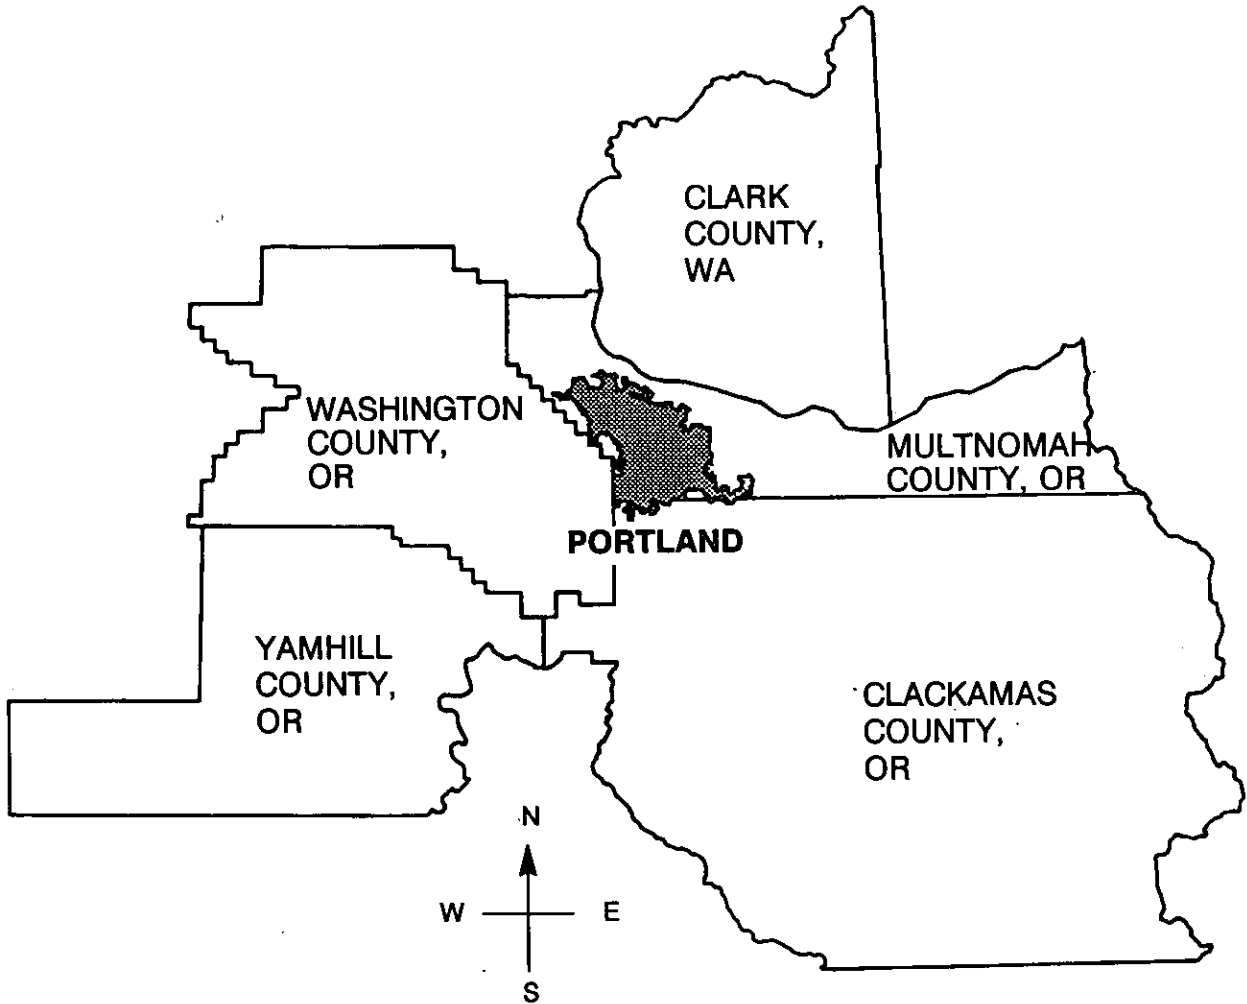 CLARK
COUNTY,
WA
WASHINGTON
COUNTY,
OR
MULTNOMAH
COUNTY, OR
PORTLAND
YAMHILL
COUNTY,
OR
CLACKAMAS
COUNTY,
OR
N
W E
S